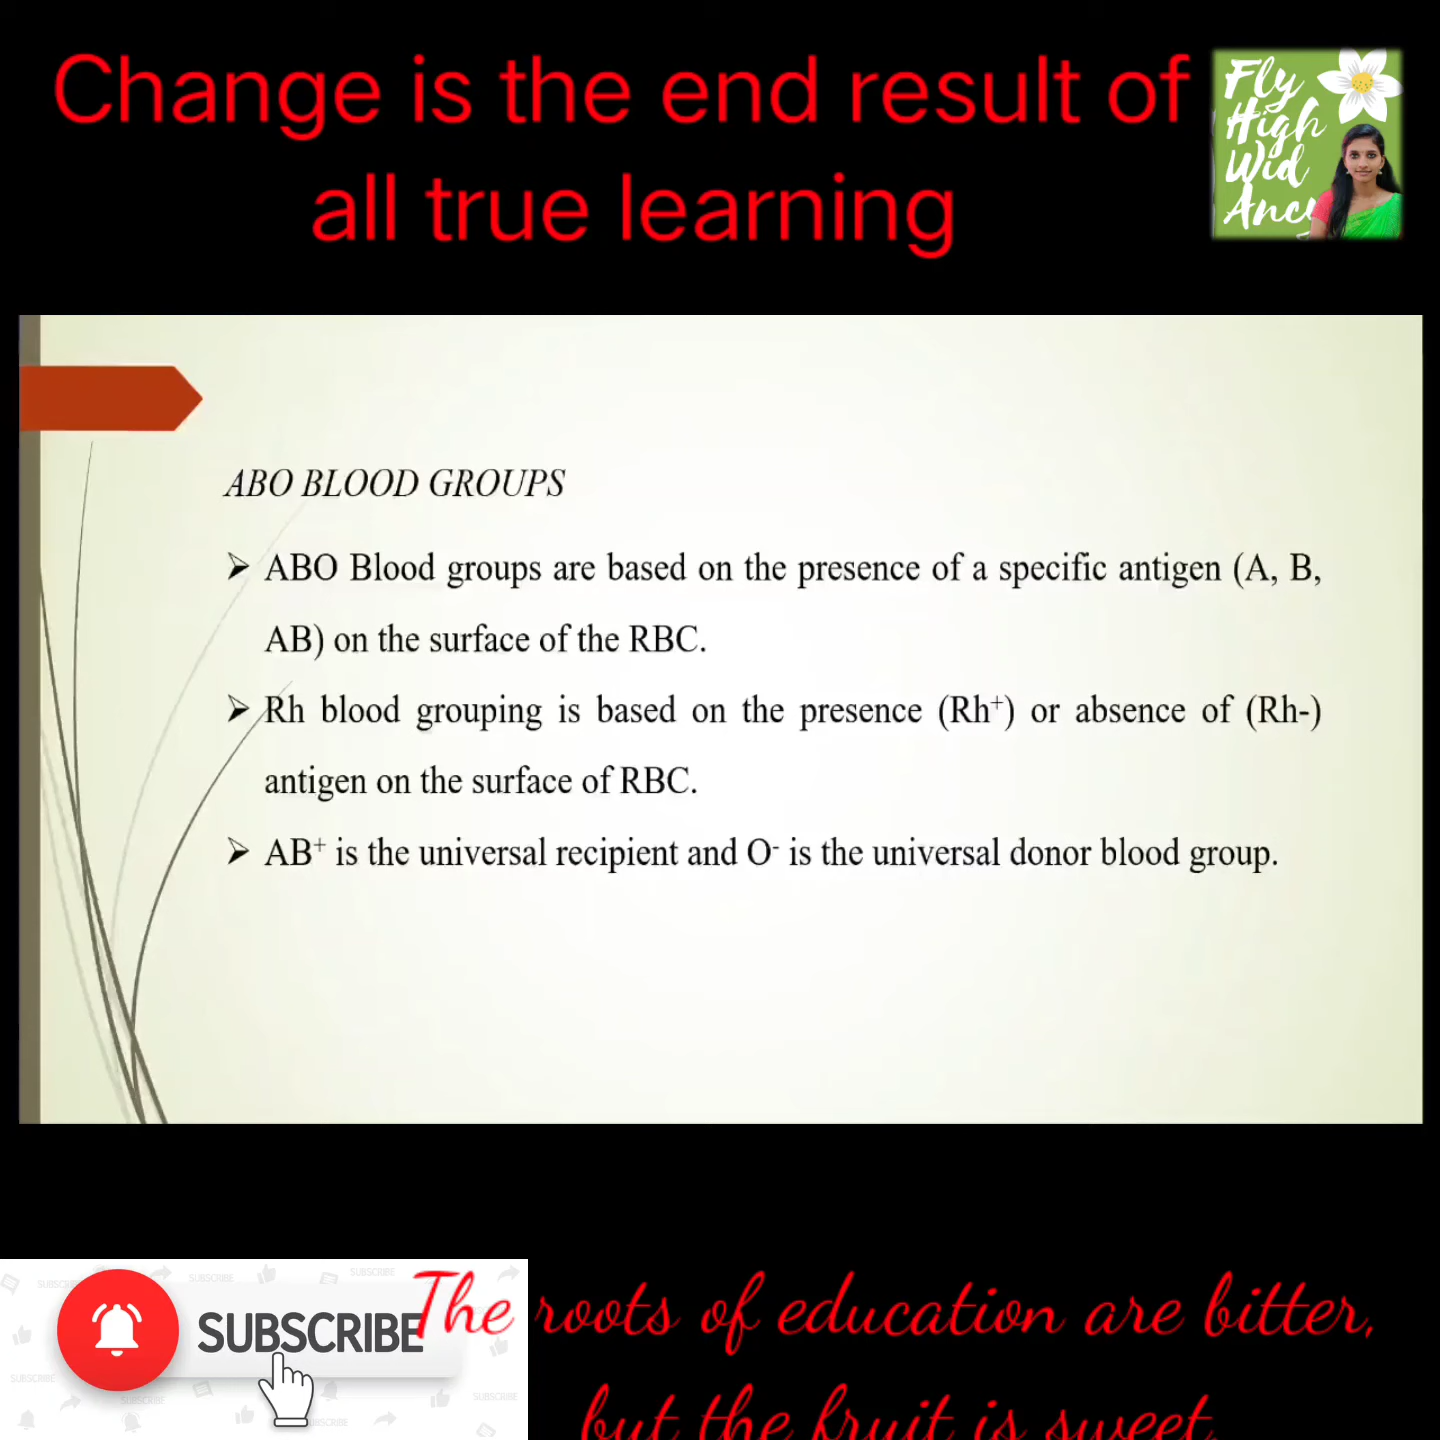 Change is the end result of
all true learning
Fly
High
Wid
Ancy
ABO BLOOD GROUPS
➢ ABO Blood groups are based on the presence of a specific antigen (A, B,
AB) on the surface of the RBC.
➢ Rh blood grouping is based on the presence (Rh⁺) or absence of (Rh-)
antigen on the surface of RBC.
➢ AB⁺ is the universal recipient and O⁻ is the universal donor blood group.
SUBSCRIBE
The roots of education are bitter,
but the fruit is sweet.